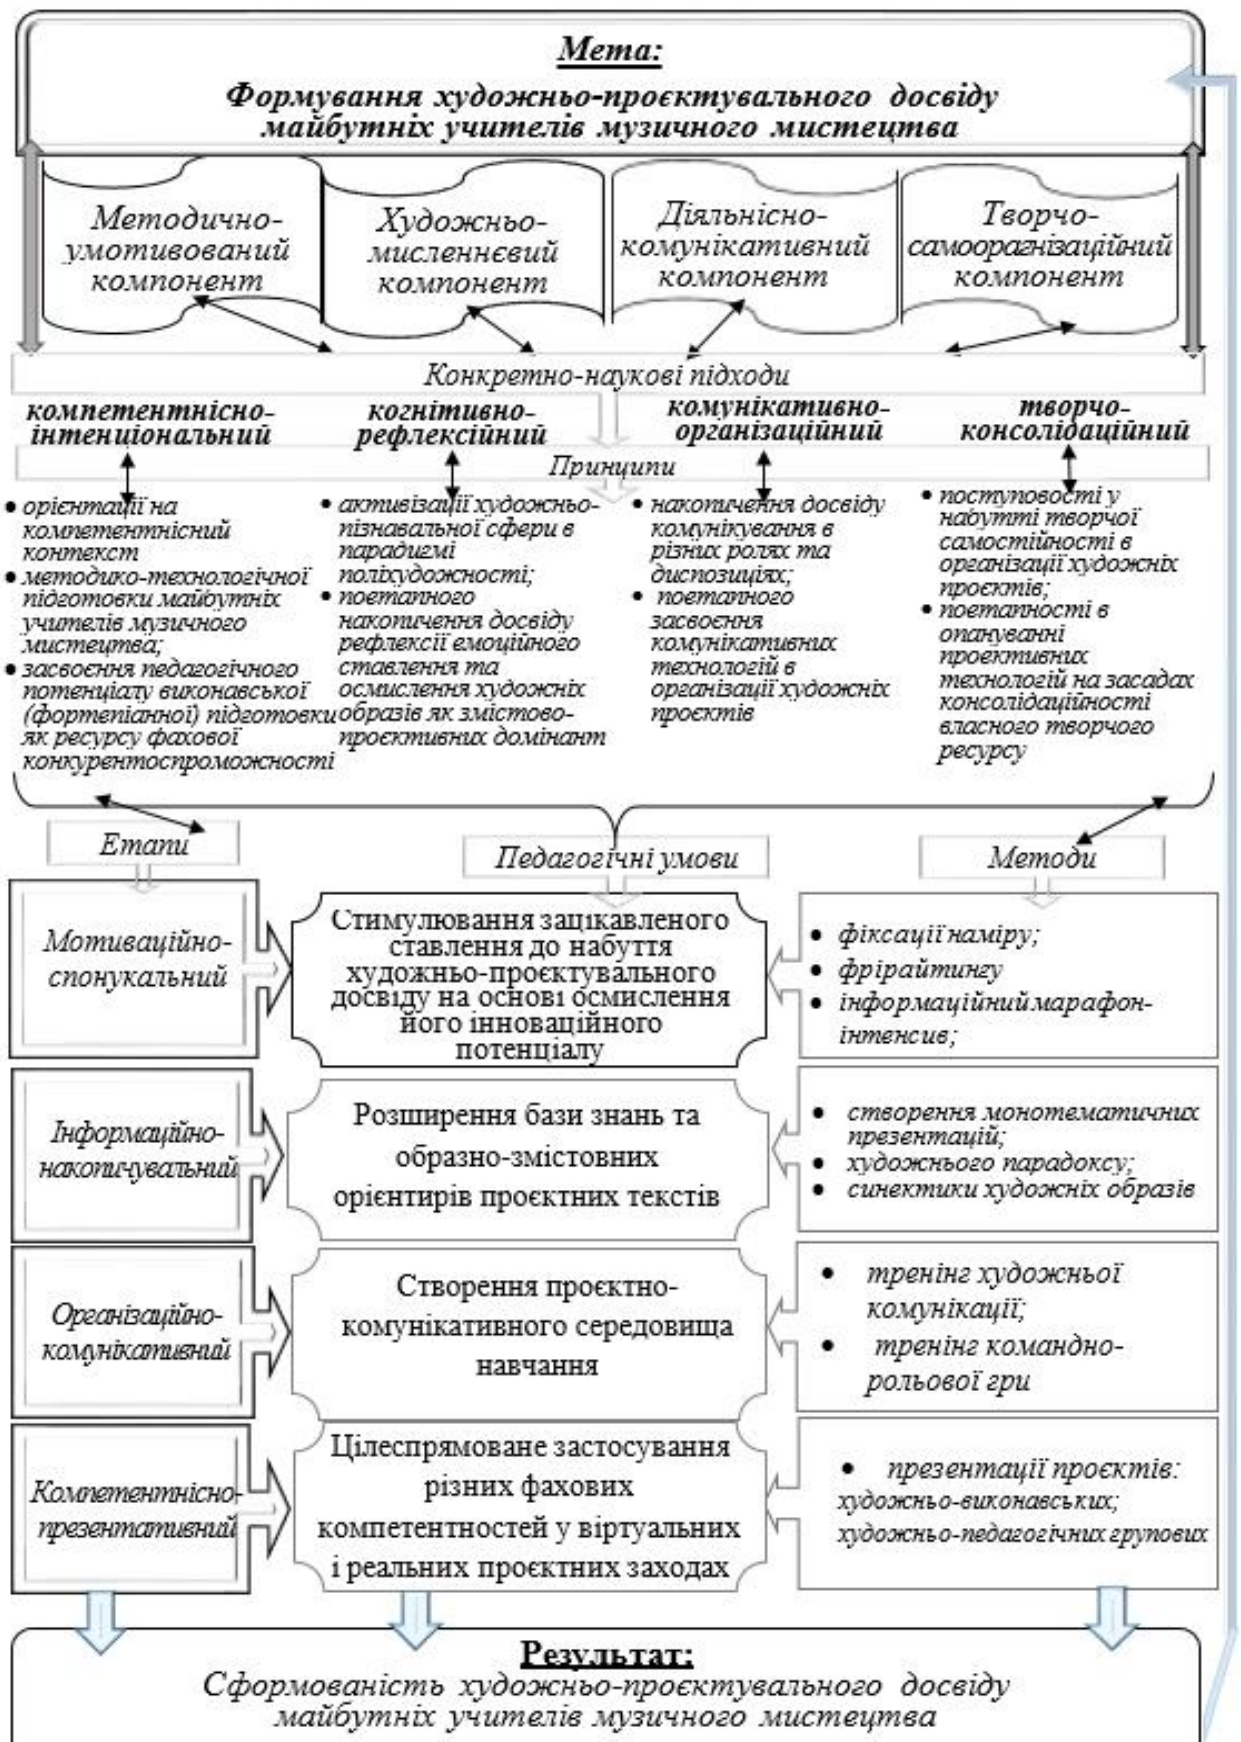 Мета:
Формування художньо-проєктувального досвіду
майбутніх учителів музичного мистецтва
Методично-
умотивований
компонент
Художньо-
мисленнєвий
компонент
Діяльнісно-
комунікативний
компонент
Творчо-
самоорагнізаційний
компонент
Конкретно-наукові підходи
компетентнісно-
інтенціональний
когнітивно-
рефлексійний
комунікативно-
організаційний
творчо-
консолідаційний
Принципи
• орієнтації на
компетентнісний
контекст
• методико-технологічної
підготовки майбутніх
учителів музичного
мистецтва;
• засвоєння педагогічного
потенціалу виконавської
(фортепіанної) підготовки
як ресурсу фахової
конкурентоспроможності
• активізації художньо-
пізнавальної сфери в
парадигмі
поліхудожності;
• поетапного
накопичення досвіду
рефлексії емоційного
ставлення та
осмислення художніх
образів як змістово-
проєктивних домінант
• накопичення досвіду
комунікування в
різних ролях та
диспозиціях;
• поетапного
засвоєння
комунікативних
технологій в
організації художніх
проєктів
• поступовості у
набутті творчої
самостійності в
організації художніх
проєктів;
• поетапності в
опануванні
проективних
технологій на засадах
консолідаційності
власного творчого
ресурсу
Етапи
Педагогічні умови
Методи
Мотиваційно-
спонукальний
Стимулювання зацікавленого
ставлення до набуття
художньо-проєктувального
досвіду на основі осмислення
його інноваційного
потенціалу
• фіксації наміру;
• фрірайтингу
• інформаційний марафон-
інтенсив;
Інформаційно-
накопичувальний
Розширення бази знань та
образно-змістовних
орієнтирів проєктних текстів
• створення монотематичних
презентацій;
• художнього парадоксу;
• синектики художніх образів
Організаційно-
комунікативний
Створення проєктно-
комунікативного середовища
навчання
• тренінг художньої
комунікації;
• тренінг командно-
рольової гри
Компетентнісно-
презентативний
Цілеспрямоване застосування
різних фахових
компетентностей у віртуальних
і реальних проєктних заходах
• презентації проєктів:
художньо-виконавських;
художньо-педагогічних групових
Результат:
Сформованість художньо-проєктувального досвіду
майбутніх учителів музичного мистецтва